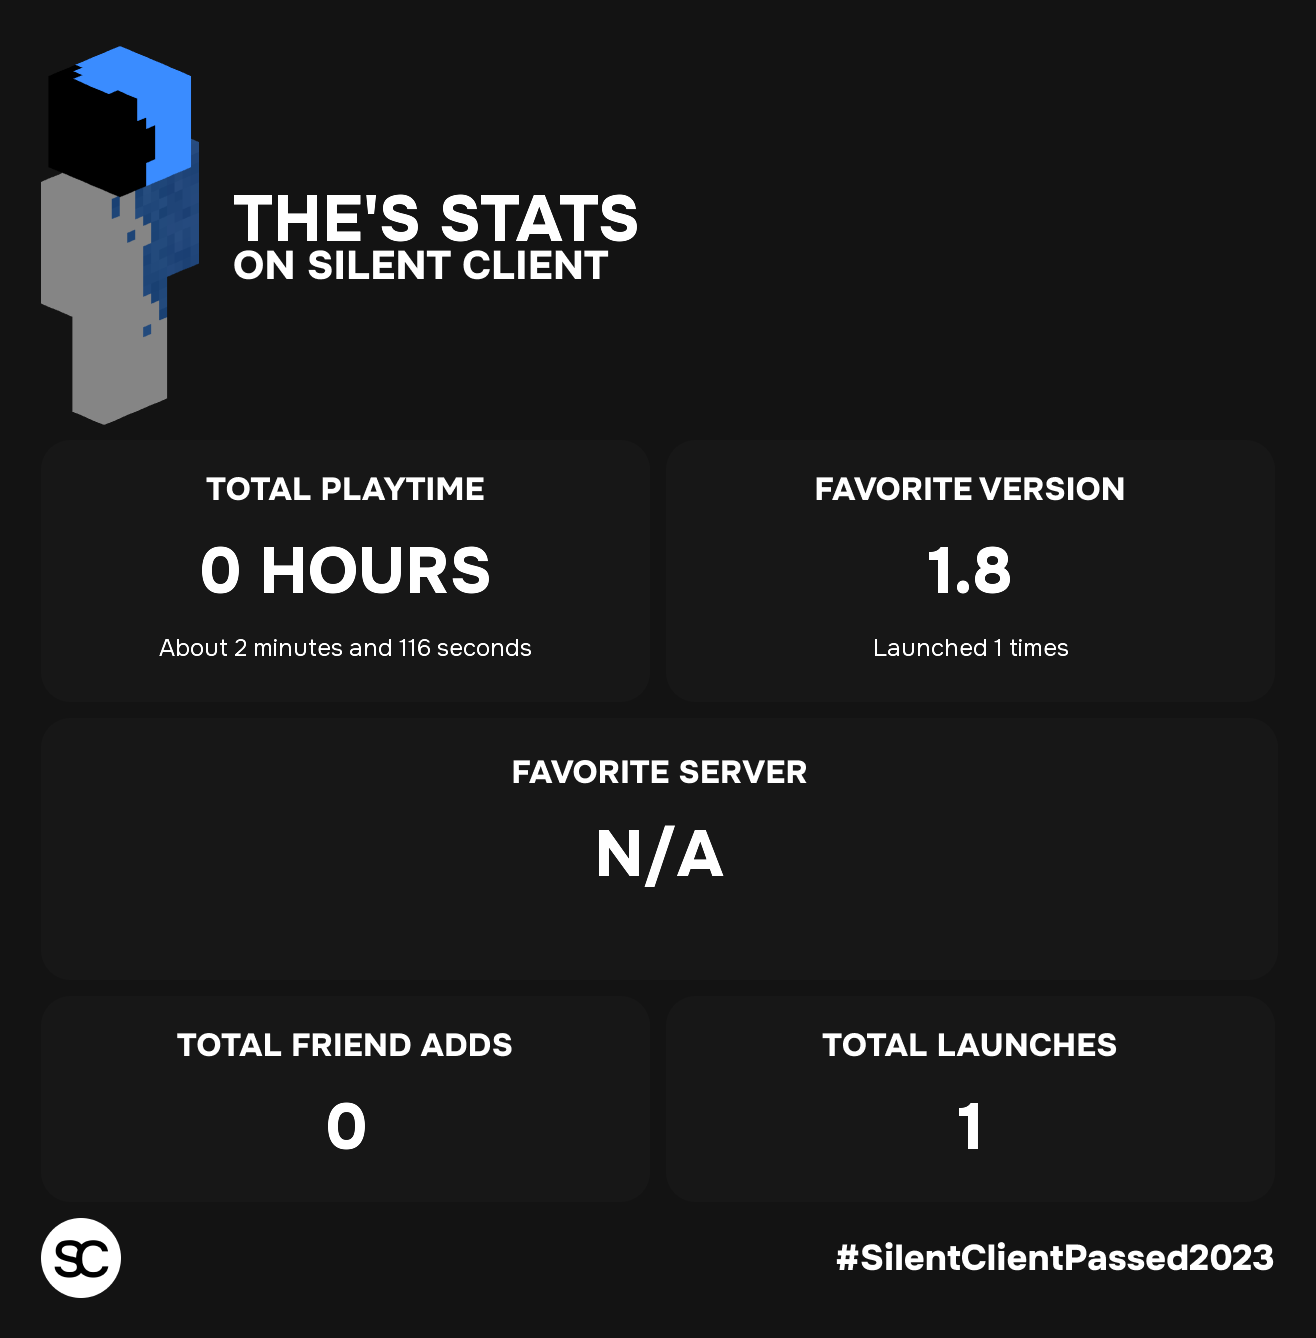 THE'S STATS
ON SILENT CLIENT
TOTAL PLAYTIME
0 HOURS
About 2 minutes and 116 seconds
FAVORITE VERSION
1.8
Launched 1 times
FAVORITE SERVER
N/A
TOTAL FRIEND ADDS
0
TOTAL LAUNCHES
1
SC
#SilentClientPassed2023